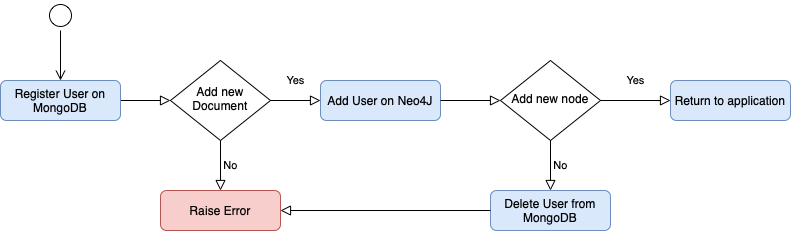 Register User on
MongoDB
Add new
Document
Yes
Add User on Neo4J
Add new node
Yes
Return to application
No
No
Raise Error
Delete User from
MongoDB